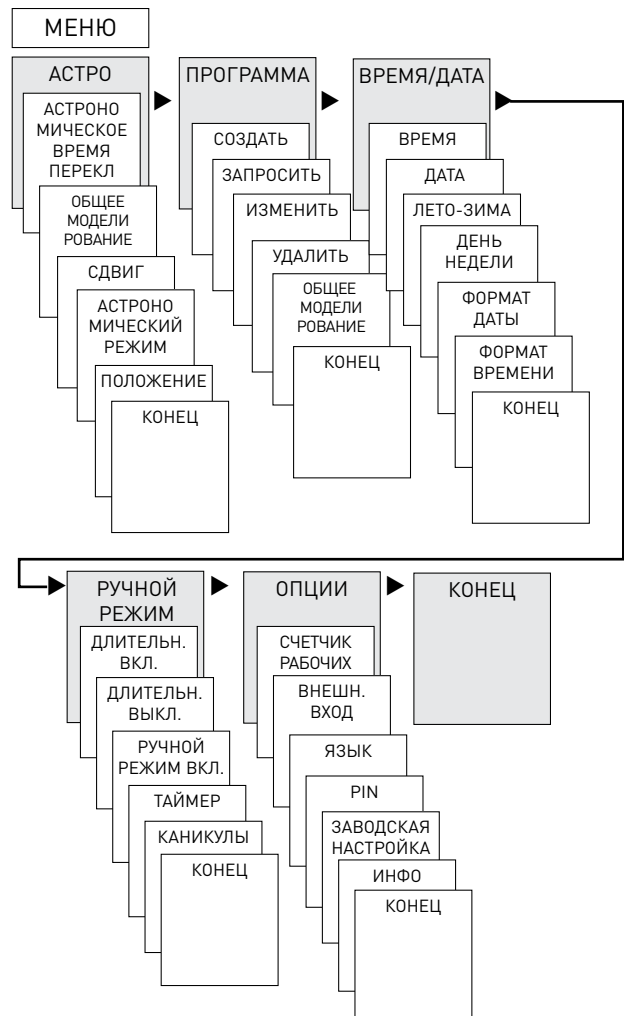 МЕНЮ
АСТРО
АСТРОНО
МИЧЕСКОЕ
ВРЕМЯ
ПЕРЕКЛ
ОБЩЕЕ
МОДЕЛИ
РОВАНИЕ
СДВИГ
АСТРОНО
МИЧЕСКИЙ
РЕЖИМ
ПОЛОЖЕНИЕ
КОНЕЦ
ПРОГРАММА
СОЗДАТЬ
ЗАПРОСИТЬ
ИЗМЕНИТЬ
УДАЛИТЬ
ОБЩЕЕ
МОДЕЛИ
РОВАНИЕ
КОНЕЦ
ВРЕМЯ/ДАТА
ВРЕМЯ
ДАТА
ЛЕТО-ЗИМА
ДЕНЬ
НЕДЕЛИ
ФОРМАТ
ДАТЫ
ФОРМАТ
ВРЕМЕНИ
КОНЕЦ
РУЧНОЙ
РЕЖИМ
ДЛИТЕЛЬН.
ВКЛ.
ДЛИТЕЛЬН.
ВЫКЛ.
РУЧНОЙ
РЕЖИМ ВКЛ.
ТАЙМЕР
КАНИКУЛЫ
КОНЕЦ
ОПЦИИ
СЧЕТЧИК
РАБОЧИХ
ВНЕШН.
ВХОД
ЯЗЫК
PIN
ЗАВОДСКАЯ
НАСТРОЙКА
ИНФО
КОНЕЦ
КОНЕЦ